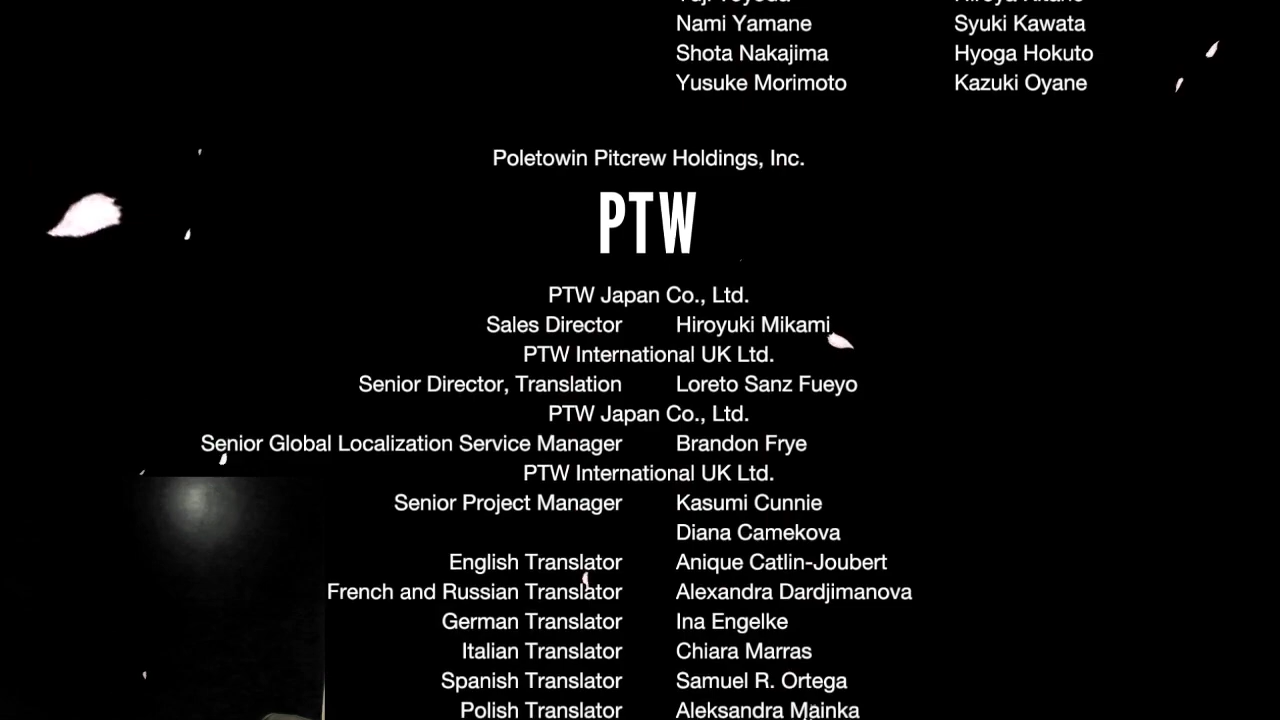 Nami Yamane Syuki Kawata
Shota Nakajima Hyoga Hokuto
Yusuke Morimoto Kazuki Oyane
Poletowin Pitcrew Holdings, Inc.
PTW
PTW Japan Co., Ltd.
Sales Director Hiroyuki Mikami
PTW International UK Ltd.
Senior Director, Translation Loreto Sanz Fueyo
PTW Japan Co., Ltd.
Senior Global Localization Service Manager Brandon Frye
PTW International UK Ltd.
Senior Project Manager Kasumi Cunnie
Diana Camekova
English Translator Anique Catlin-Joubert
French and Russian Translator Alexandra Dardjimanova
German Translator Ina Engelke
Italian Translator Chiara Marras
Spanish Translator Samuel R. Ortega
Polish Translator Aleksandra Mainka